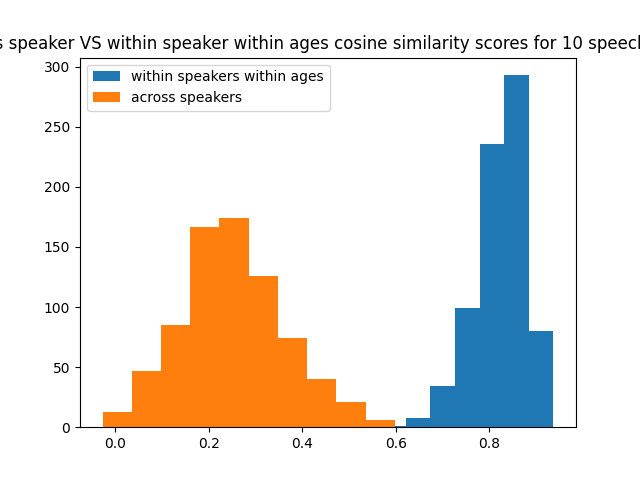 s speaker VS within speaker within ages cosine similarity scores for 10 speec
within speakers within ages
across speakers
300
250
200
150
100
50
0
0.0 0.2 0.4 0.6 0.8